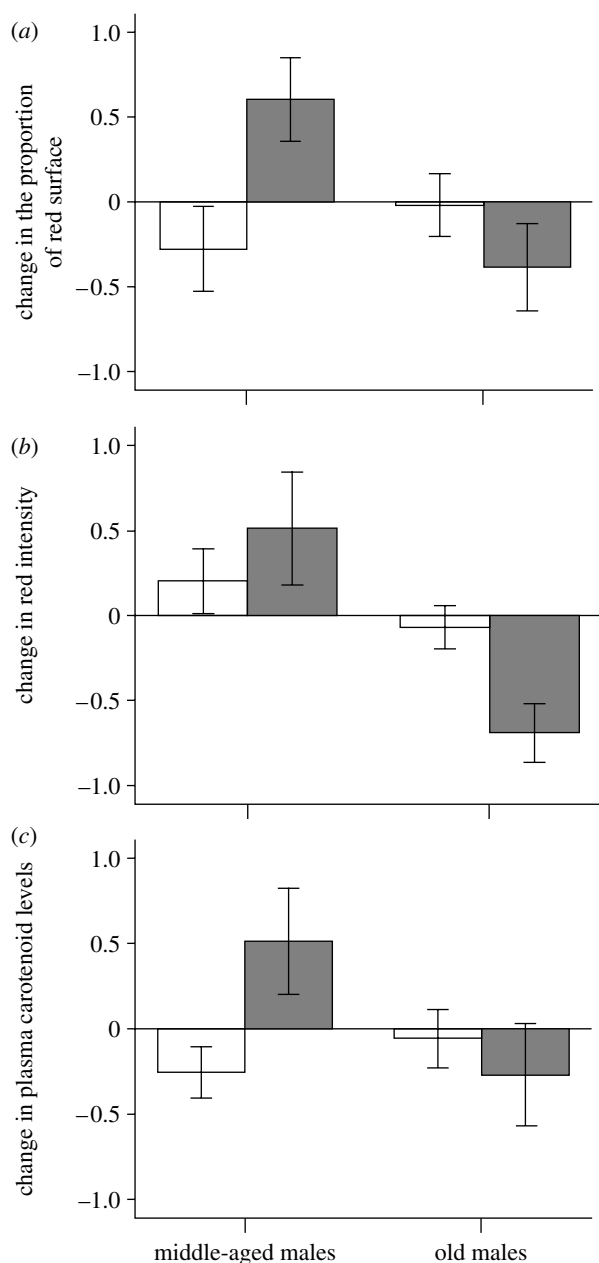 (a)
1.0
0.5
0
−0.5
−1.0
change in the proportion
of red surface
(b)
1.0
0.5
0
−0.5
−1.0
change in red intensity
(c)
1.0
0.5
0
−0.5
−1.0
change in plasma carotenoid levels
middle-aged males
old males